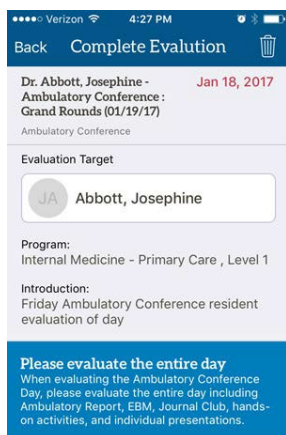 Verizon 4:27 PM
Back Complete Evalution
Dr. Abbott, Josephine - Jan 18, 2017
Ambulatory Conference :
Grand Rounds (01/19/17)
Ambulatory Conference
Evaluation Target
JA Abbott, Josephine
Program:
Internal Medicine - Primary Care , Level 1
Introduction:
Friday Ambulatory Conference resident
evaluation of day
Please evaluate the entire day
When evaluating the Ambulatory Conference
Day, please evaluate the entire day including
Ambulatory Report, EBM, Journal Club, hands-
on activities, and individual presentations.